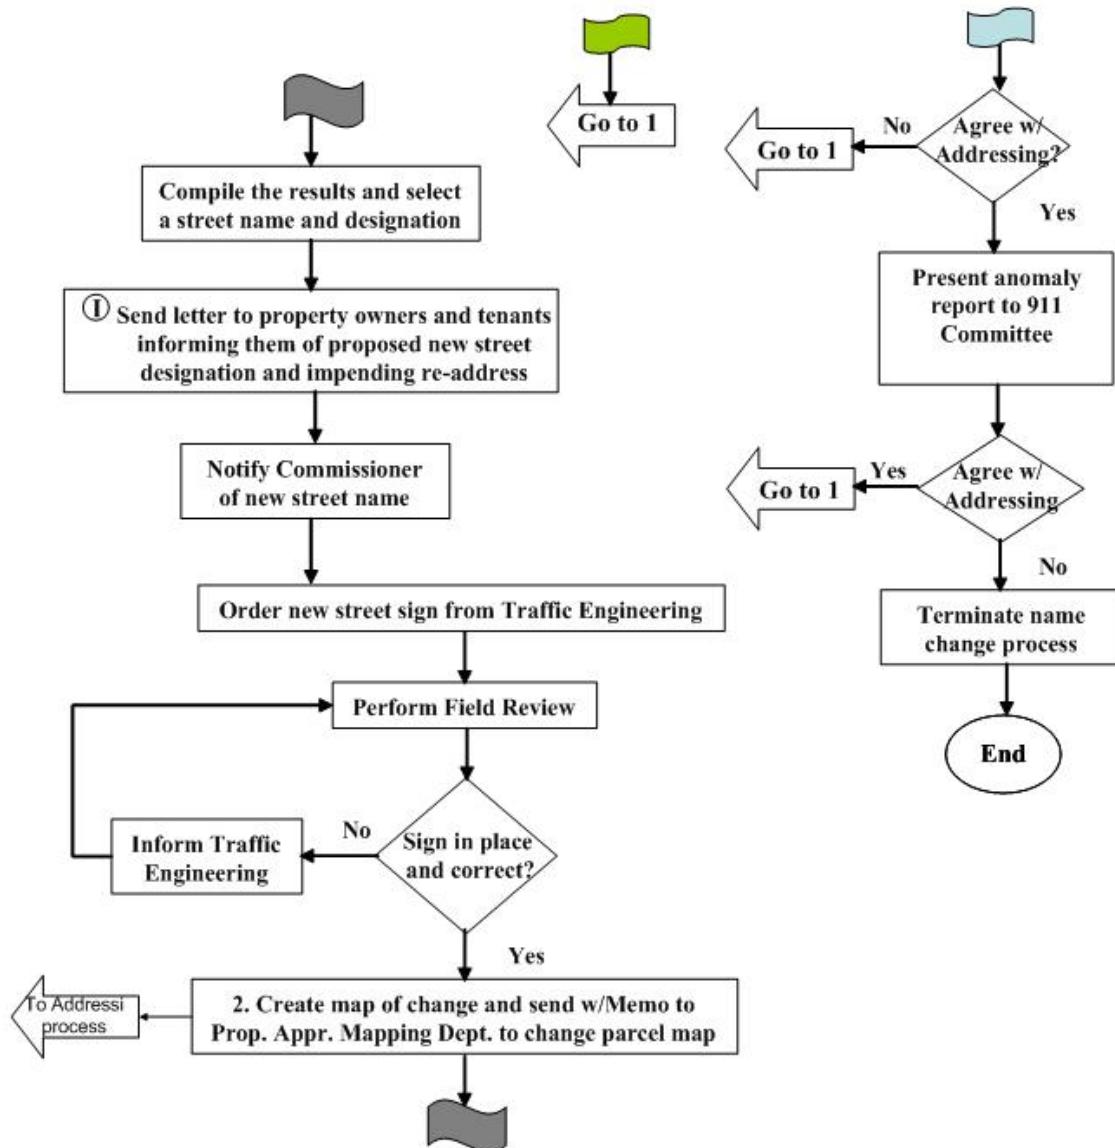 Go to 1
Compile the results and select
a street name and designation
① Send letter to property owners and tenants
informing them of proposed new street
designation and impending re-address
Notify Commissioner
of new street name
Order new street sign from Traffic Engineering
Perform Field Review
Sign in place
and correct?
No
Inform Traffic
Engineering
Yes
2. Create map of change and send w/Memo to
Prop. Appr. Mapping Dept. to change parcel map
To Addressi
process
Agree w/
Addressing?
No
Go to 1
Yes
Present anomaly
report to 911
Committee
Agree w/
Addressing
Yes
Go to 1
No
Terminate name
change process
End